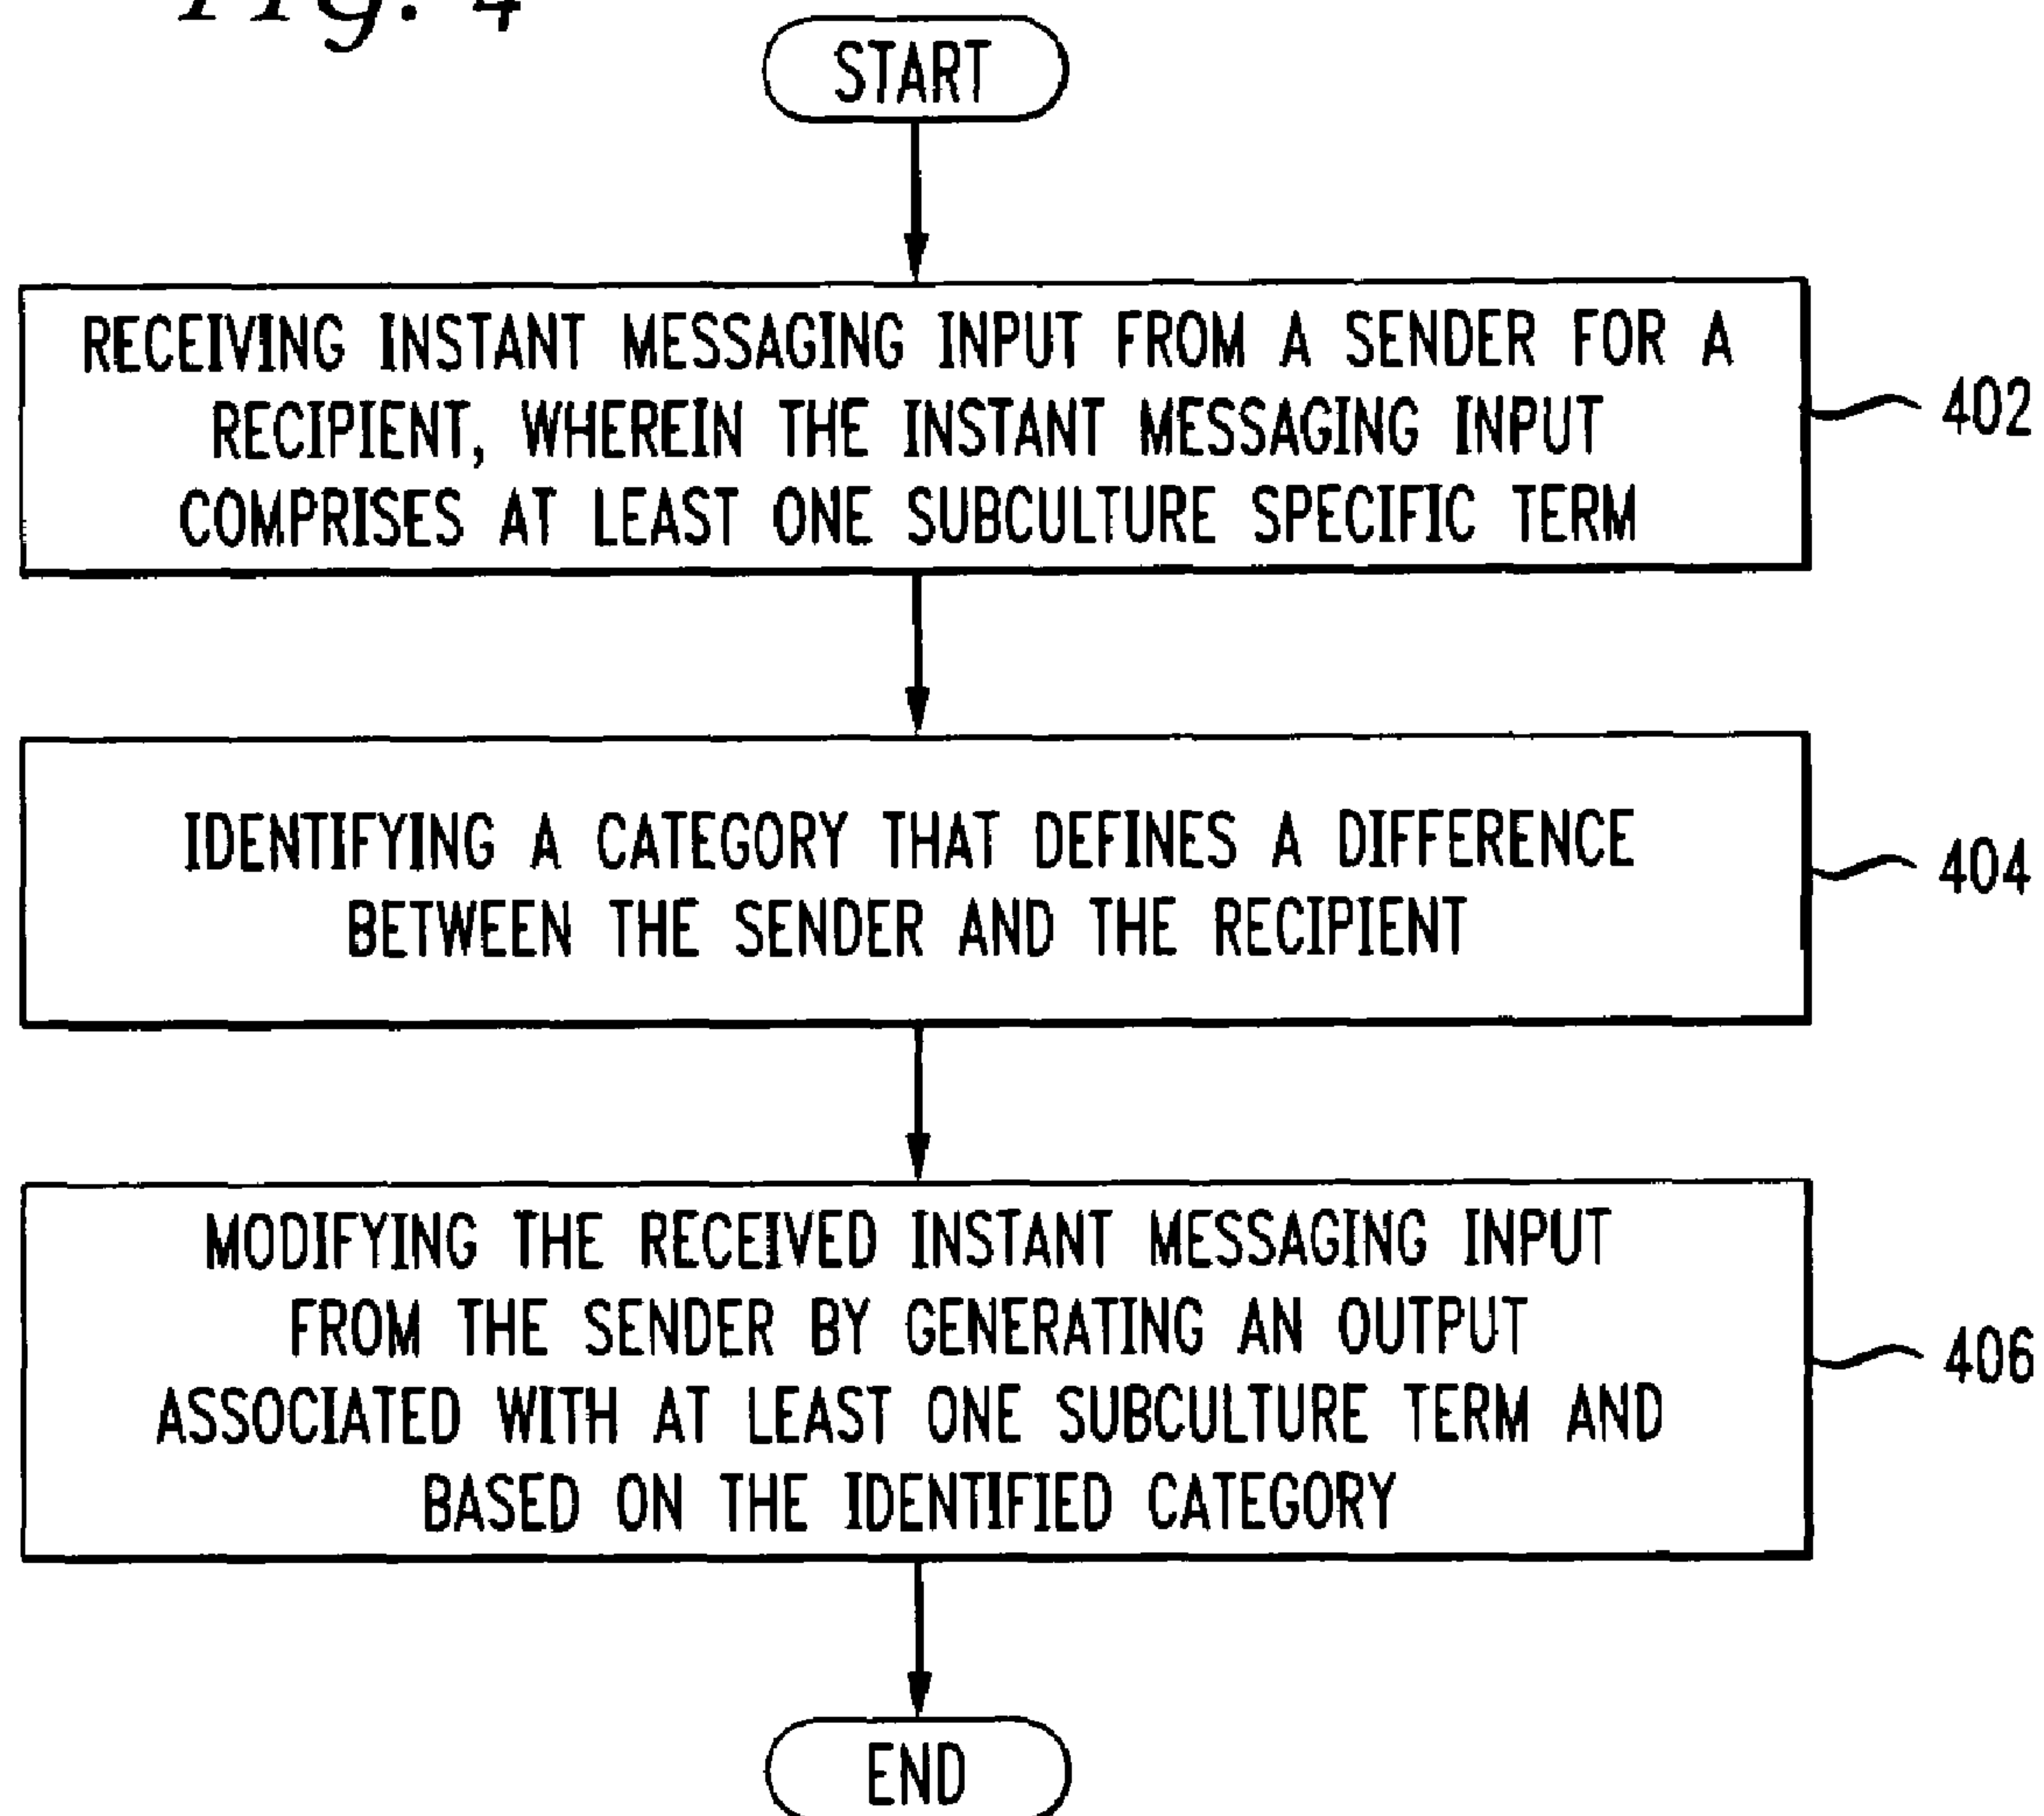 Fig. 4
START
RECEIVING INSTANT MESSAGING INPUT FROM A SENDER FOR A
RECIPIENT, WHEREIN THE INSTANT MESSAGING INPUT
COMPRISES AT LEAST ONE SUBCULTURE SPECIFIC TERM
402
IDENTIFYING A CATEGORY THAT DEFINES A DIFFERENCE
BETWEEN THE SENDER AND THE RECIPIENT
404
MODIFYING THE RECEIVED INSTANT MESSAGING INPUT
FROM THE SENDER BY GENERATING AN OUTPUT
ASSOCIATED WITH AT LEAST ONE SUBCULTURE TERM AND
BASED ON THE IDENTIFIED CATEGORY
406
END